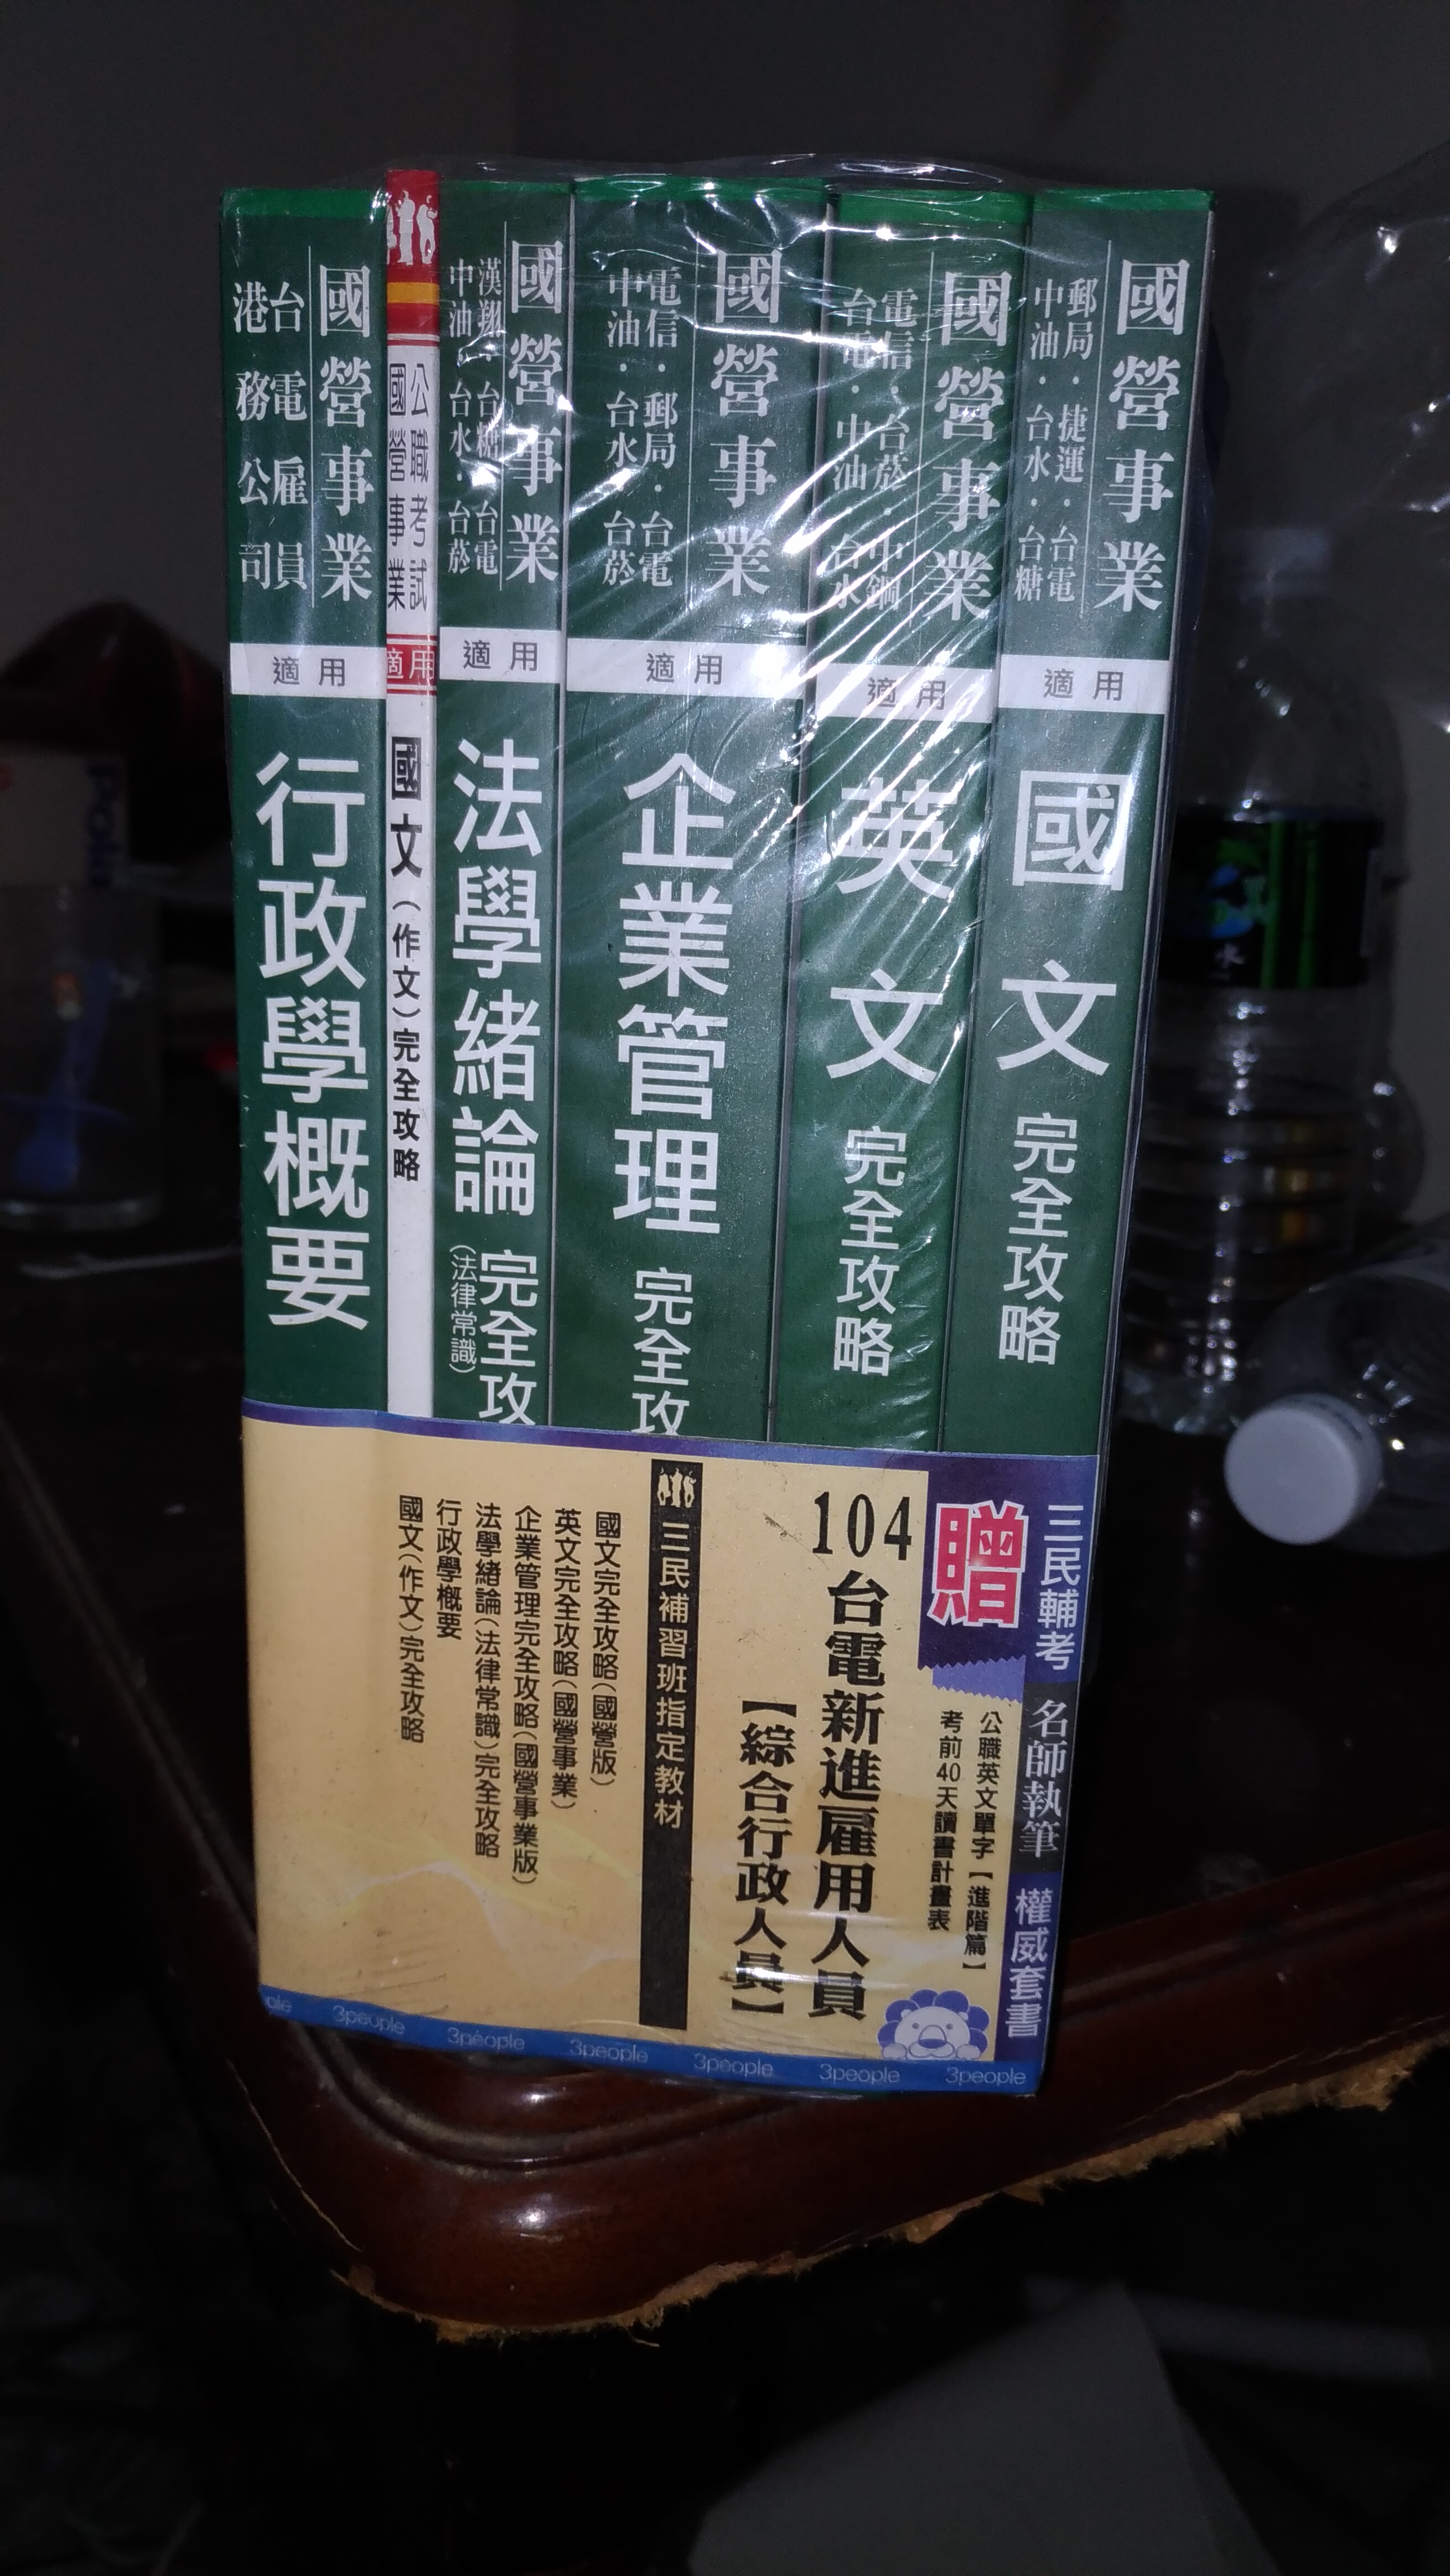 國營事業
郵局・捷運・台電
中油・台水・台糖
適用
國文
完全攻略
國營事業
電信・台菸・中鋼
台電・中油・台水
適用
英文
完全攻略
國營事業
電信・郵局・台電
中油・台水・台菸
適用
企業管理
完全攻
國營事業
漢翔・台糖・台電
中油・台水・台菸
適用
法學緒論
完全攻
(法律常識)
公職考試
國營事業
適用
國文(作文)完全攻略
國營事業
台電雇員
港務公司
適用
行政學概要
三民輔考 名師執筆 權威套書
贈
公職英文單字【進階篇】
考前40天讀書計畫表
104台電新進雇用人員
【綜合行政人員】
三民補習班指定教材
國文完全攻略(國營版)
英文完全攻略(國營事業)
企業管理完全攻略(國營事業版)
法學緒論(法律常識)完全攻略
行政學概要
國文(作文)完全攻略
3people 3people 3people 3people 3people 3people
水